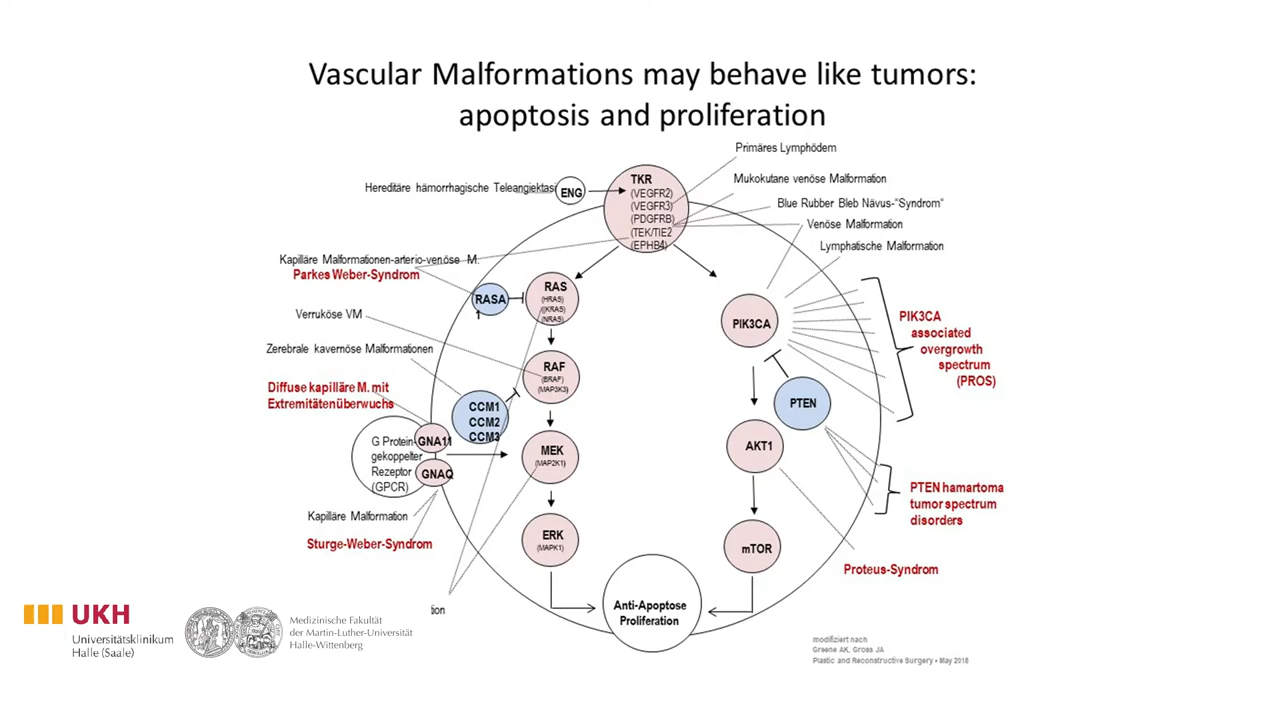 Vascular Malformations may behave like tumors:
apoptosis and proliferation
Primäres Lymphödem
Hereditäre hämorrhagische Teleangiektasi
ENG
TKR
(VEGFR2)
(VEGFR3)
(PDGFRB)
(TEK/TIE2
(EPHB4)
Mukokutane venöse Malformation
Blue Rubber Bleb Nävus-“Syndrom“
Venöse Malformation
Lymphatische Malformation
Kapilläre Malformationen-arterio-venöse M.
Parkes Weber-Syndrom
RASA
1
RAS
(HRAS)
((KRAS)
(NRAS)
Verruköse VM
Zerebrale kavernöse Malformationen
RAF
(BRAF)
(MAP3K3)
Diffuse kapilläre M. mit
Extremitätenüberwuchs
CCM1
CCM2
CCM3
G Protein-
gekoppelter
Rezeptor
(GPCR)
GNA11
GNAQ
MEK
(MAP2K1)
Kapilläre Malformation
Sturge-Weber-Syndrom
ERK
(MAPK1)
tion
PIK3CA
PIK3CA
associated
overgrowth
spectrum
(PROS)
PTEN
AKT1
PTEN hamartoma
tumor spectrum
disorders
mTOR
Proteus-Syndrom
Anti-Apoptose
Proliferation
modifiziert nach
Greene AK, Gross JA
Plastic and Reconstructive Surgery • May 2018
UKH
Universitätsklinikum
Halle (Saale)
Medizinische Fakultät
der Martin-Luther-Universität
Halle-Wittenberg